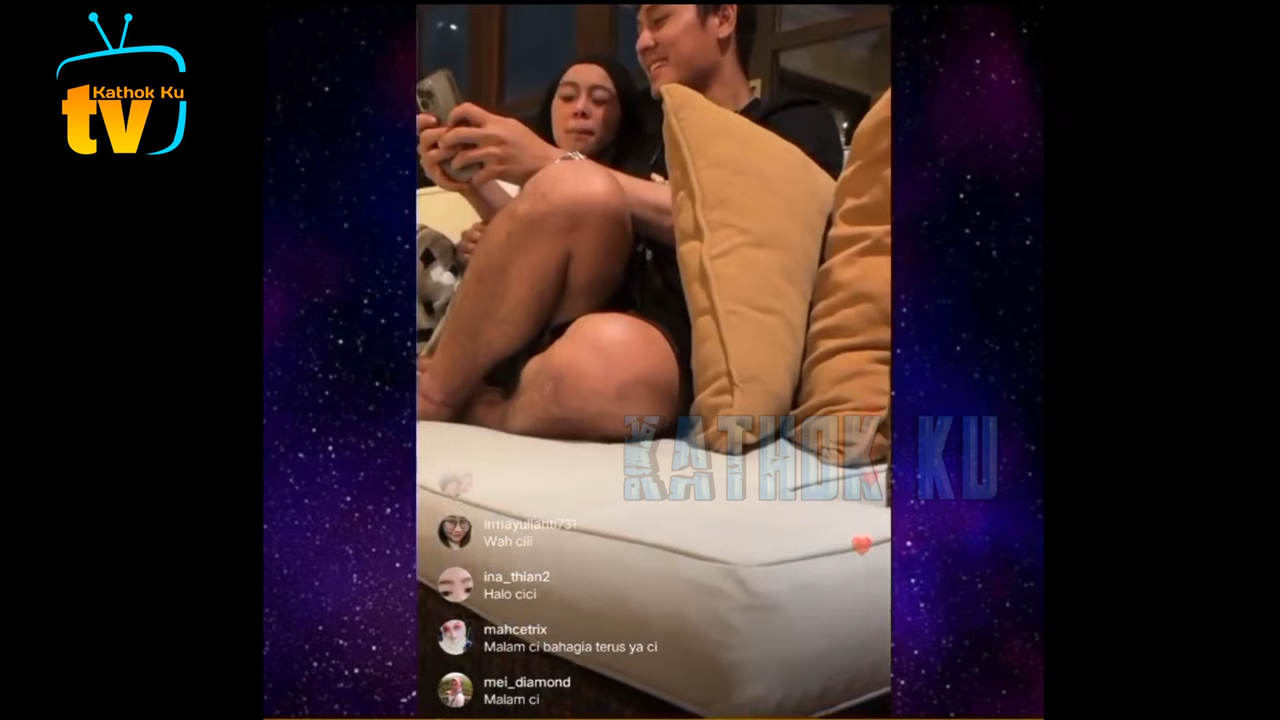 Kathok Ku
tv
KATHOK KU
irmayulianti731
Wah ciii
ina_thian2
Halo cici
mahcetrix
Malam ci bahagia terus ya ci
mei_diamond
Malam ci